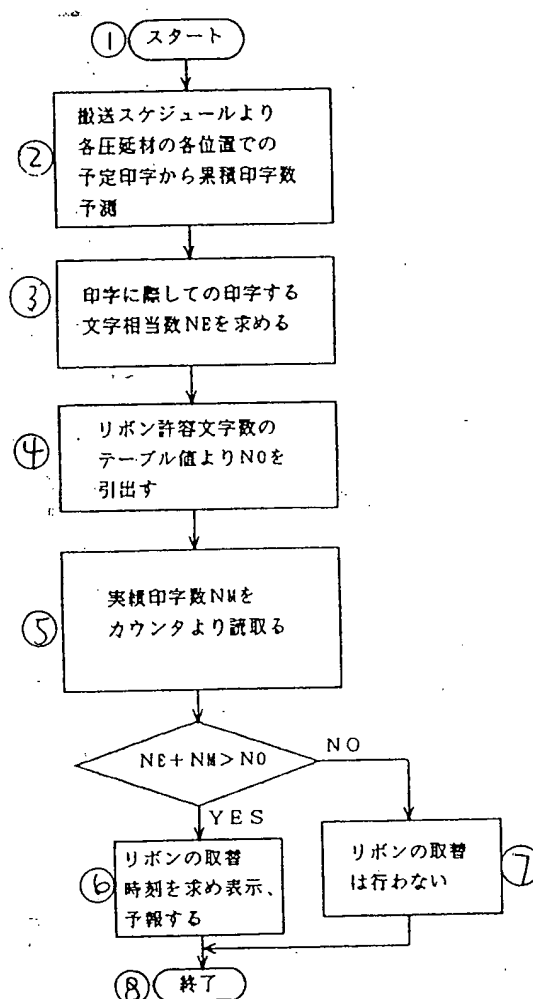 ① スタート
② 搬送スケジュールより
各圧延材の各位置での
予定印字から累積印字数
予測
③ 印字に際しての印字する
文字相当数NEを求める
④ リボン許容文字数の
テーブル値よりN0を
引出す
⑤ 実績印字数NMを
カウンタより読取る
NE+NM>N0
NO
YES
⑥ リボンの取替
時刻を求め表示、
予報する
リボンの取替 ⑦
は行わない
⑧ 終了